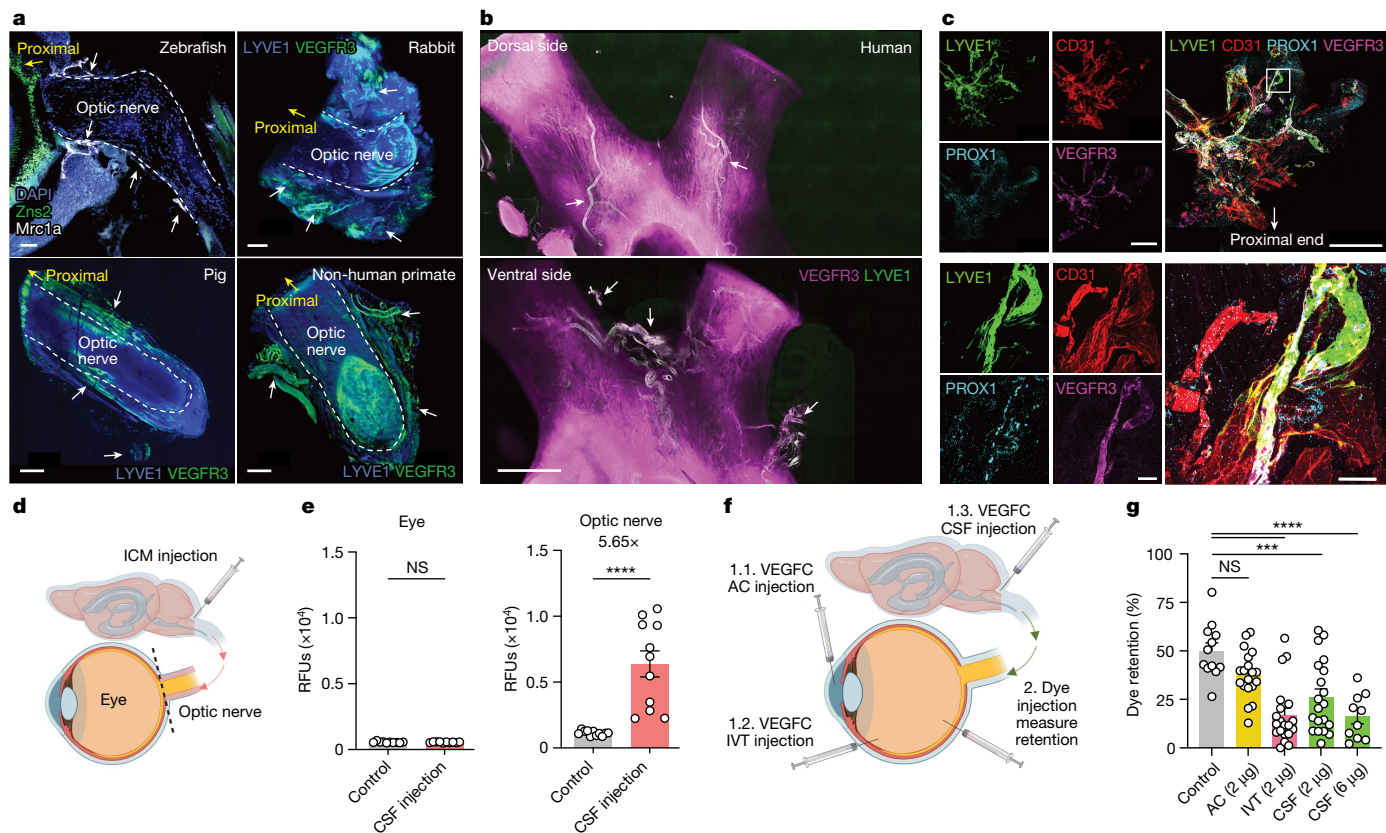 a
Proximal
Zebrafish
Optic nerve
DAPI
Zns2
Mrc1a
LYVE1 VEGFR3
Rabbit
Proximal
Optic nerve
Pig
Proximal
Optic
nerve
LYVE1 VEGFR3
Non-human primate
Proximal
Optic
nerve
LYVE1 VEGFR3
b
Dorsal side
Human
Ventral side
VEGFR3 LYVE1
c
LYVE1
CD31
LYVE1 CD31 PROX1 VEGFR3
PROX1
VEGFR3
Proximal end
LYVE1
CD31
PROX1
VEGFR3
d
ICM injection
Eye
Optic nerve
e
Eye
1.5
1.0
0.5
0
RFUs (×10⁴)
NS
Control
CSF injection
Optic nerve
5.65×
1.5
1.0
0.5
0
RFUs (×10⁴)
****
Control
CSF injection
f
1.3. VEGFC
CSF injection
1.1. VEGFC
AC injection
1.2. VEGFC
IVT injection
2. Dye
injection
measure
retention
g
****
***
NS
100
75
50
25
0
Dye retention (%)
Control
AC (2 μg)
IVT (2 μg)
CSF (2 μg)
CSF (6 μg)